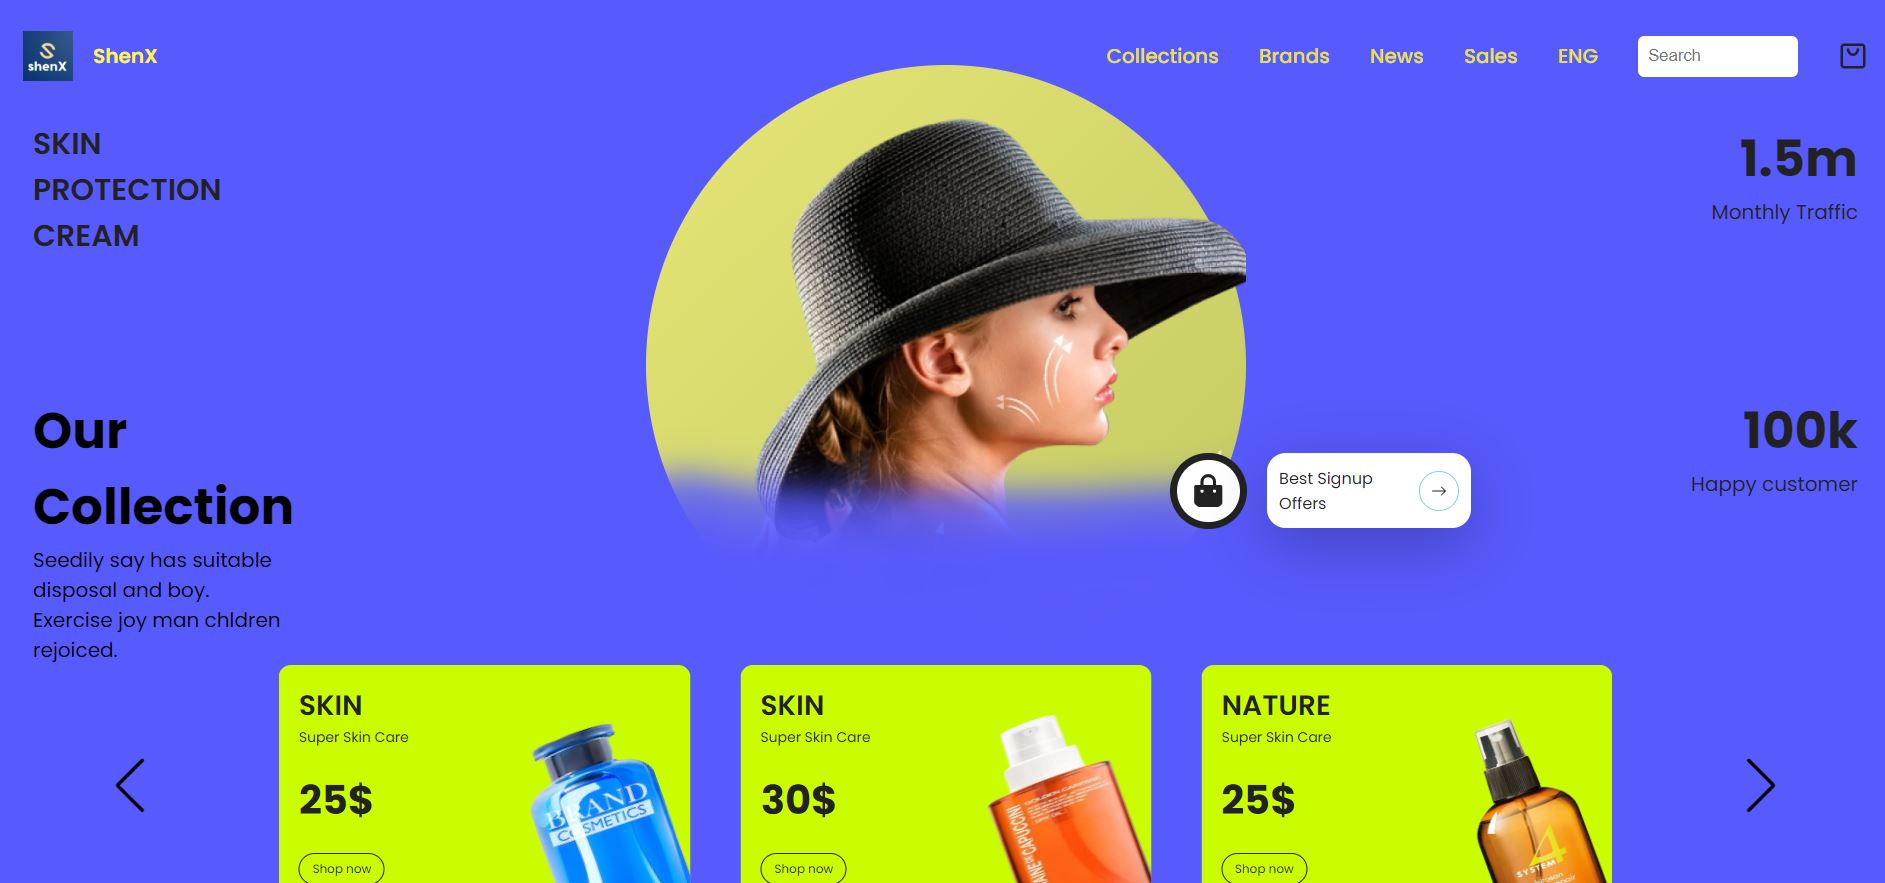 shenX
ShenX
Collections
Brands
News
Sales
ENG
Search
SKIN
PROTECTION
CREAM
1.5m
Monthly Traffic
Our
Collection
Seedily say has suitable
disposal and boy.
Exercise joy man chldren
rejoiced.
Best Signup
Offers
100k
Happy customer
SKIN
Super Skin Care
25$
Shop now
BRAND
COSMETICS
SKIN
Super Skin Care
30$
Shop now
NATURE
Super Skin Care
25$
Shop now
SYSTEM
4